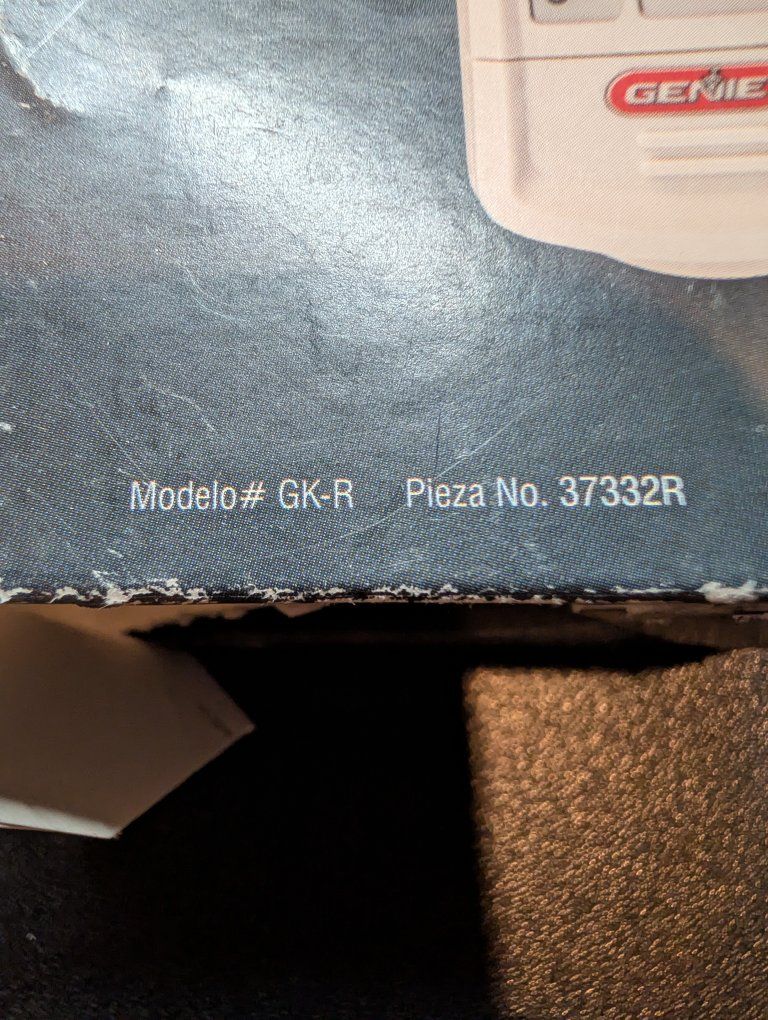 GENIE
Modelo# GK-R Pieza No. 37332R